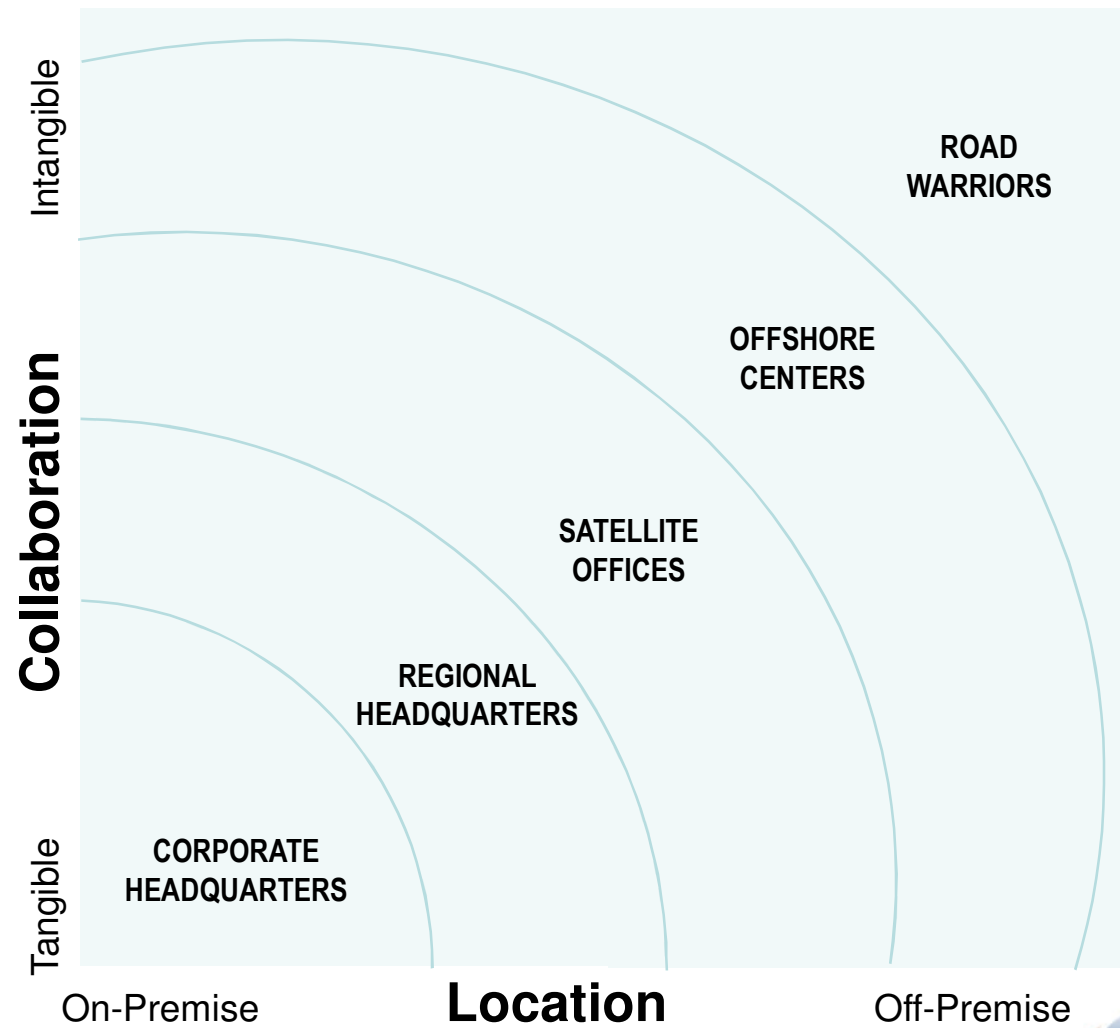 Intangible
ROAD
WARRIORS
OFFSHORE
CENTERS
Collaboration
SATELLITE
OFFICES
REGIONAL
HEADQUARTERS
CORPORATE
HEADQUARTERS
Tangible
On-Premise
Location
Off-Premise